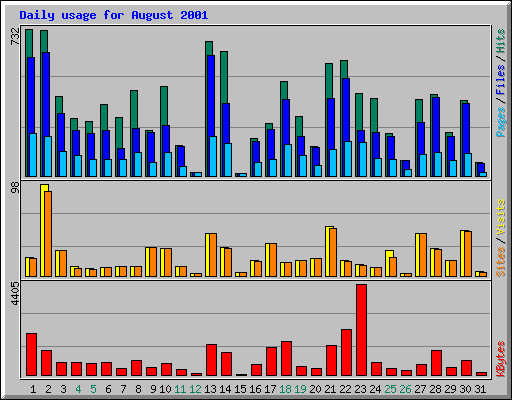 Daily usage for August 2001
732
Pages / Files / Hits
98
Sites / Visits
4405
KBytes
1 2 3 4 5 6 7 8 9 10 11 12 13 14 15 16 17 18 19 20 21 22 23 24 25 26 27 28 29 30 31